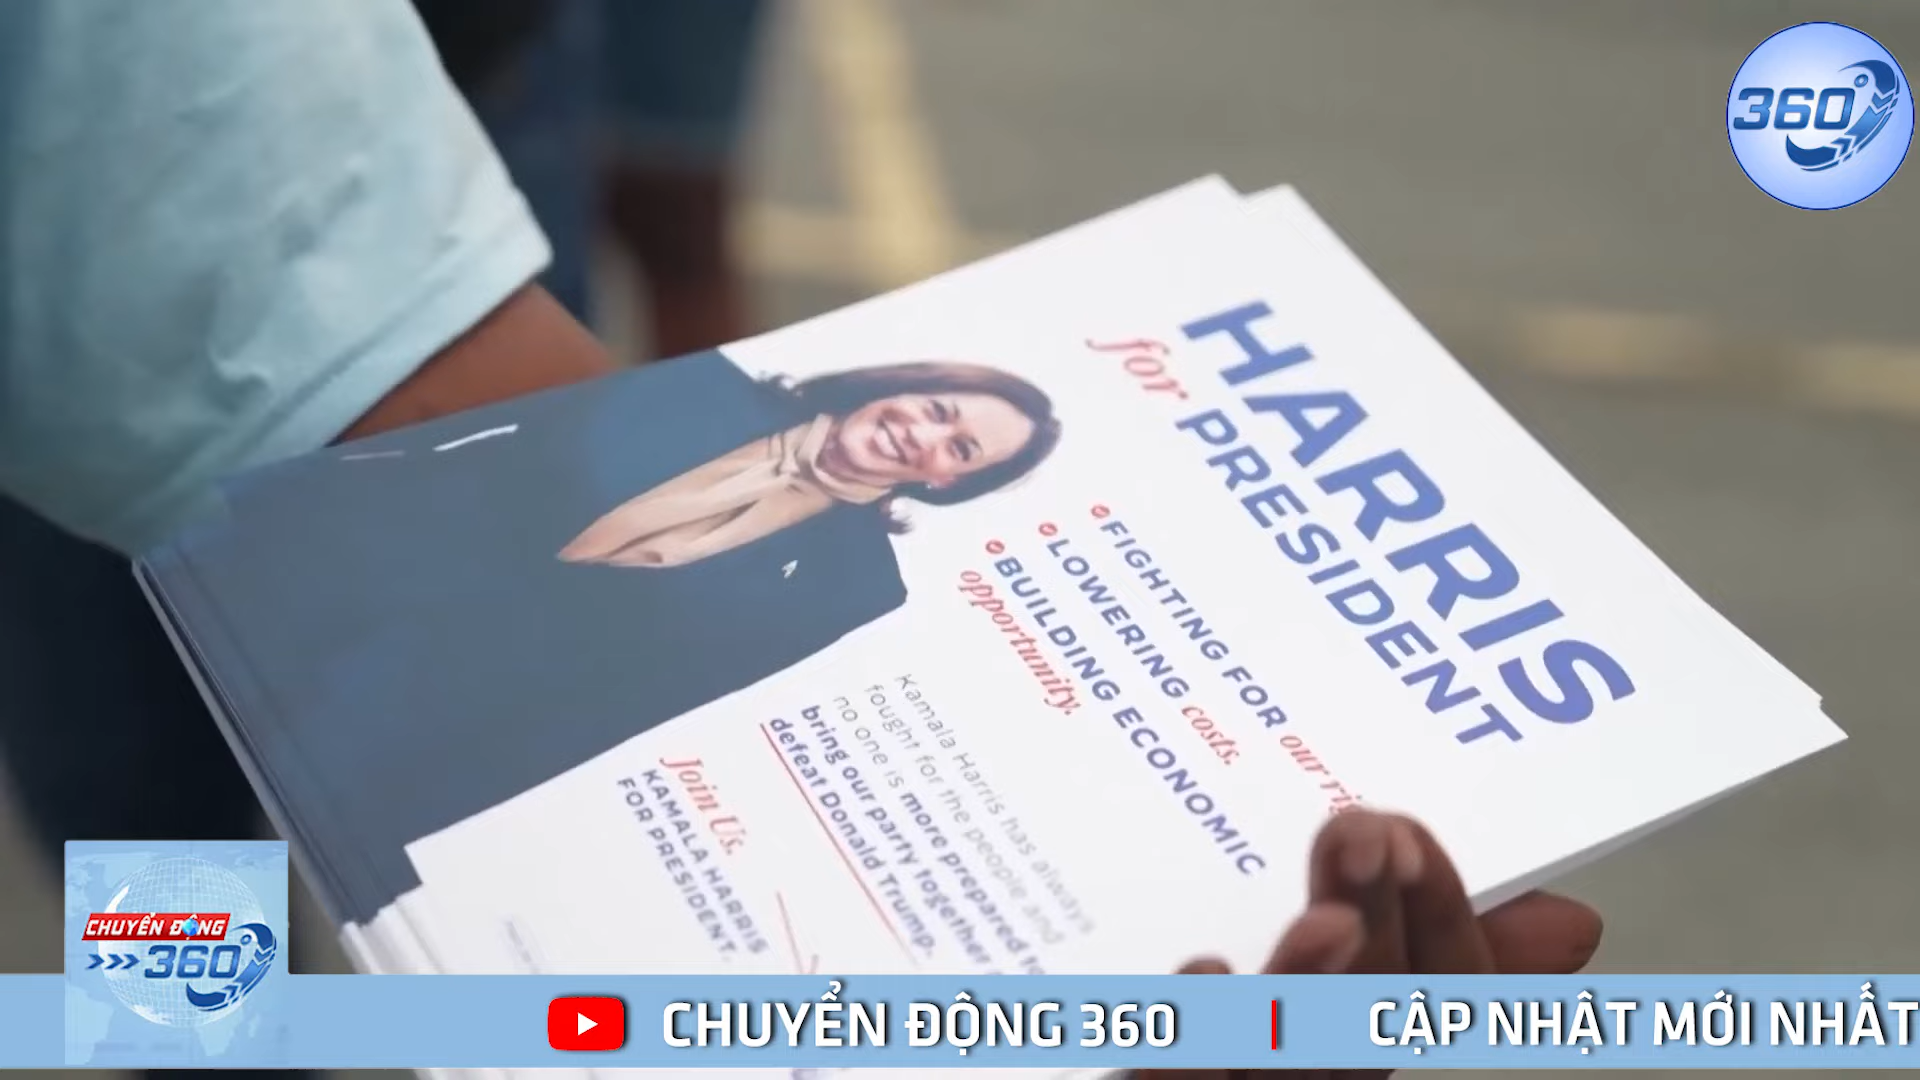 360°
HARRIS
for PRESIDENT
FIGHTING FOR our
LOWERING costs.
BUILDING ECONOMIC
opportunity.
Kamala Harris has always
fought for the people and
no one is more prepared
bring our party together
defeat Donald Trump.
Join Us.
KAMALA HARRIS
FOR PRESIDENT.
CHUYỂN ĐỘNG
360°
CHUYỂN ĐỘNG 360 | CẬP NHẬT MỚI NHẤT